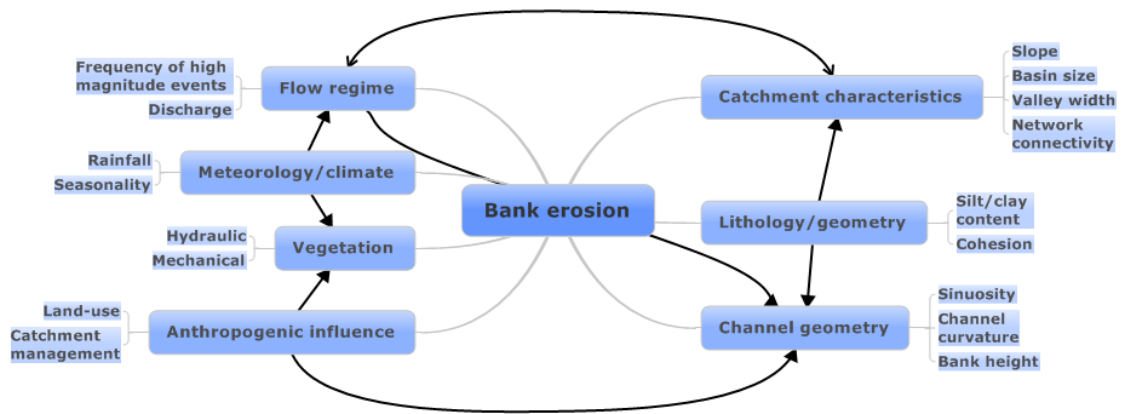 Frequency of high
magnitude events
Discharge
Flow regime
Rainfall
Seasonality
Meteorology/climate
Hydraulic
Mechanical
Vegetation
Land-use
Catchment
management
Anthropogenic influence
Bank erosion
Catchment characteristics
Slope
Basin size
Valley width
Network
connectivity
Lithology/geometry
Silt/clay
content
Cohesion
Channel geometry
Sinuosity
Channel
curvature
Bank height